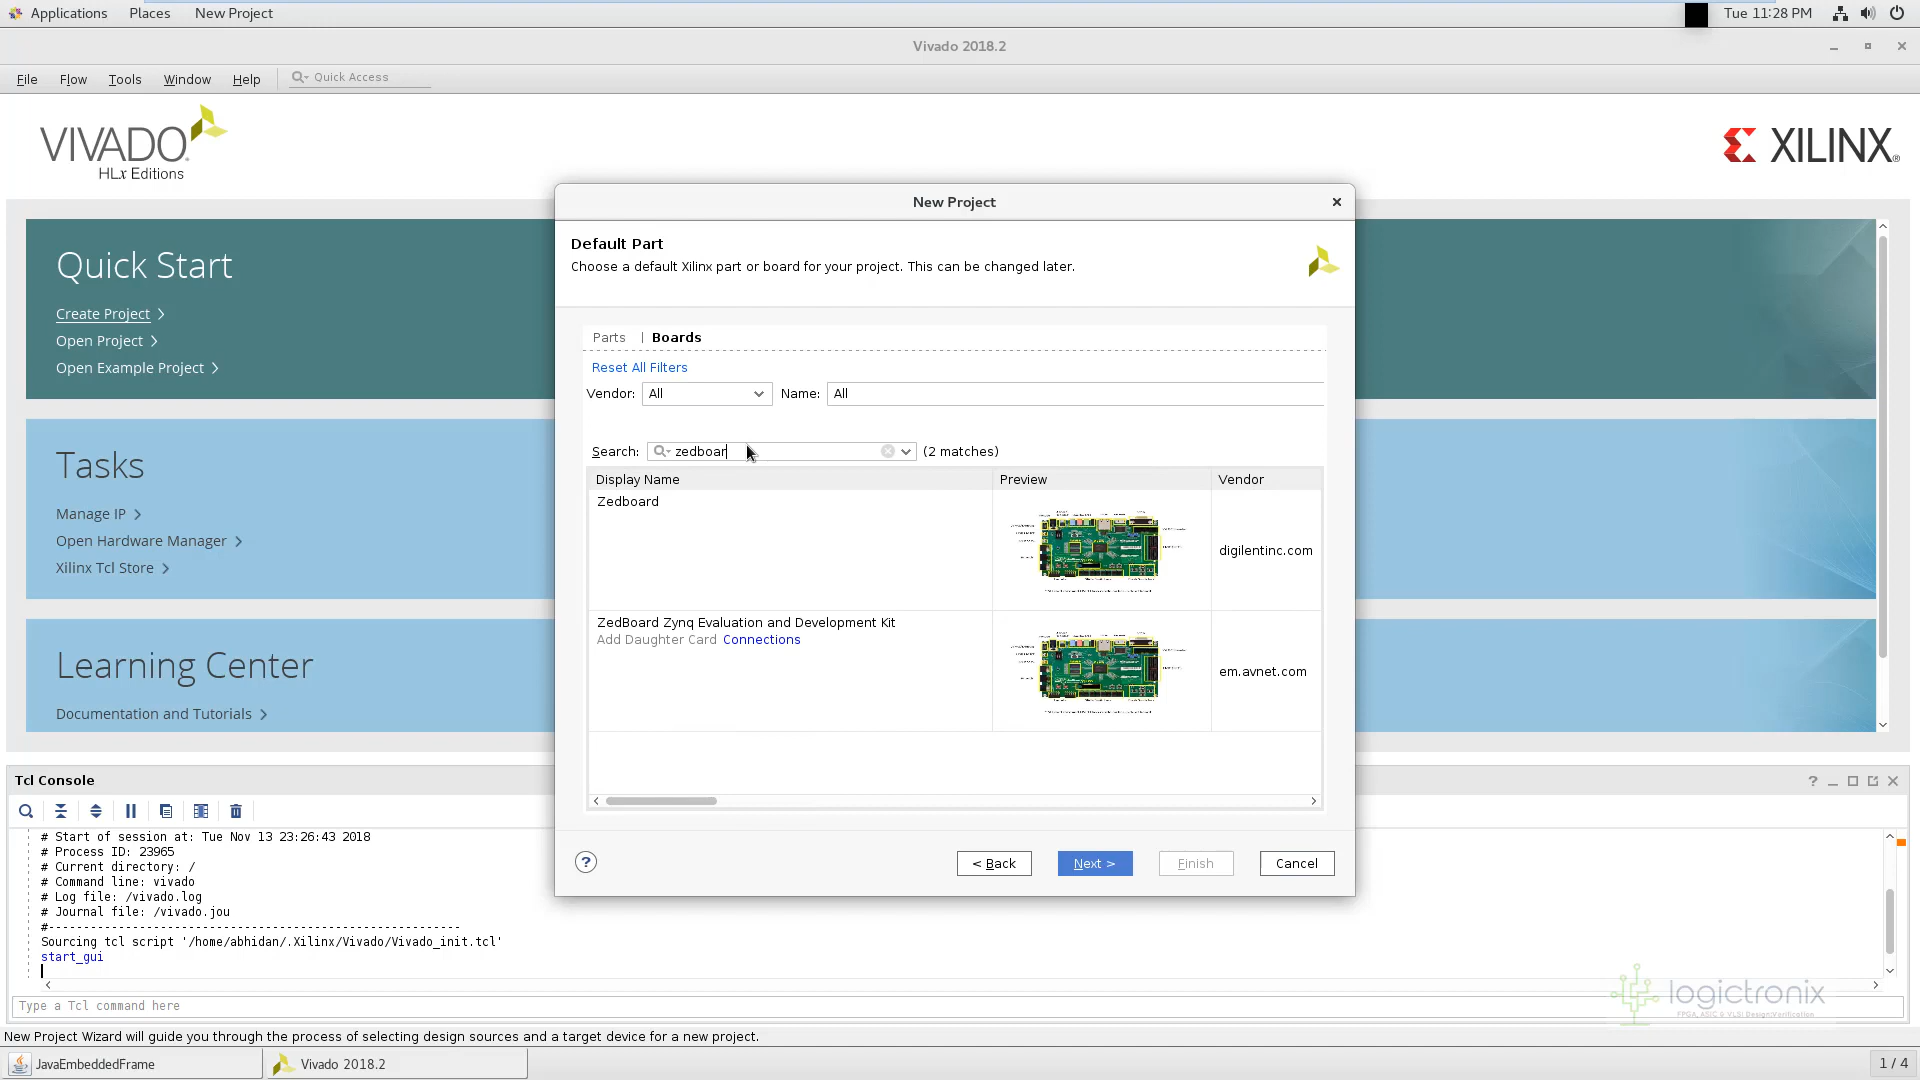 Applications Places New Project Tue 11:28 PM
Vivado 2018.2
File Flow Tools Window Help Quick Access
VIVADO
HLx Editions
XILINX
New Project
Default Part
Choose a default Xilinx part or board for your project. This can be changed later.
Quick Start
Create Project
Open Project
Open Example Project
Parts | Boards
Reset All Filters
Vendor: All Name: All
Search: zedboar (2 matches)
Display Name Preview Vendor
Zedboard
digilentinc.com
ZedBoard Zynq Evaluation and Development Kit
Add Daughter Card Connections
em.avnet.com
Tasks
Manage IP
Open Hardware Manager
Xilinx Tcl Store
Learning Center
Documentation and Tutorials
? < Back Next > Finish Cancel
Tcl Console
# Start of session at: Tue Nov 13 23:26:43 2018
# Process ID: 23965
# Current directory: /
# Command line: vivado
# Log file: /vivado.log
# Journal file: /vivado.jou
#-----------------------------------------------------------
Sourcing tcl script '/home/abhidan/.Xilinx/Vivado/Vivado_init.tcl'
start_gui
Type a Tcl command here
logictronix
FPGA, ASIC & VLSI Design:Verification
New Project Wizard will guide you through the process of selecting design sources and a target device for a new project.
JavaEmbeddedFrame Vivado 2018.2 1 / 4